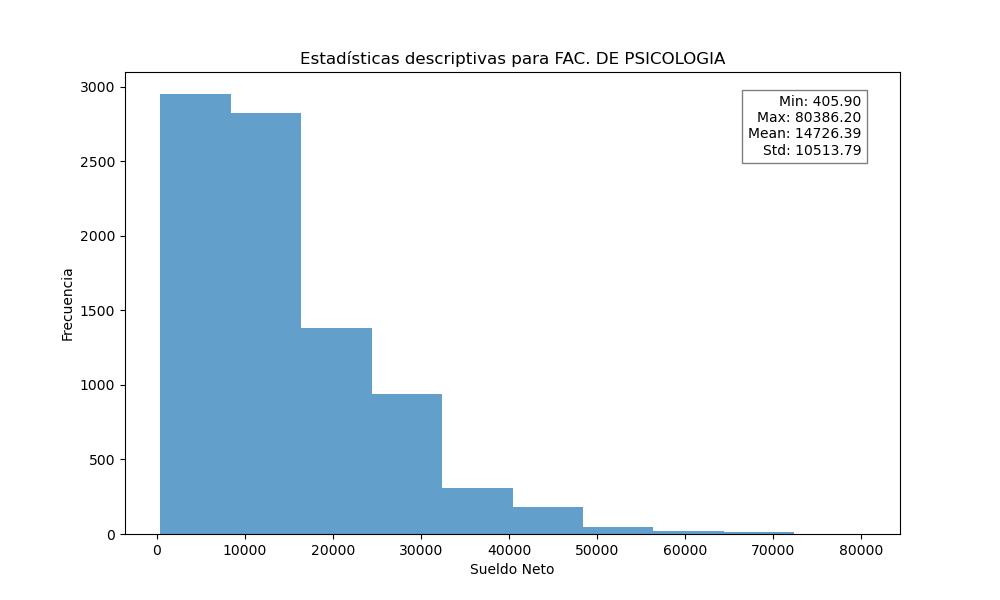 Estadísticas descriptivas para FAC. DE PSICOLOGIA
3000
2500
2000
1500
1000
500
0
Frecuencia
Min: 405.90
Max: 80386.20
Mean: 14726.39
Std: 10513.79
0 10000 20000 30000 40000 50000 60000 70000 80000
Sueldo Neto